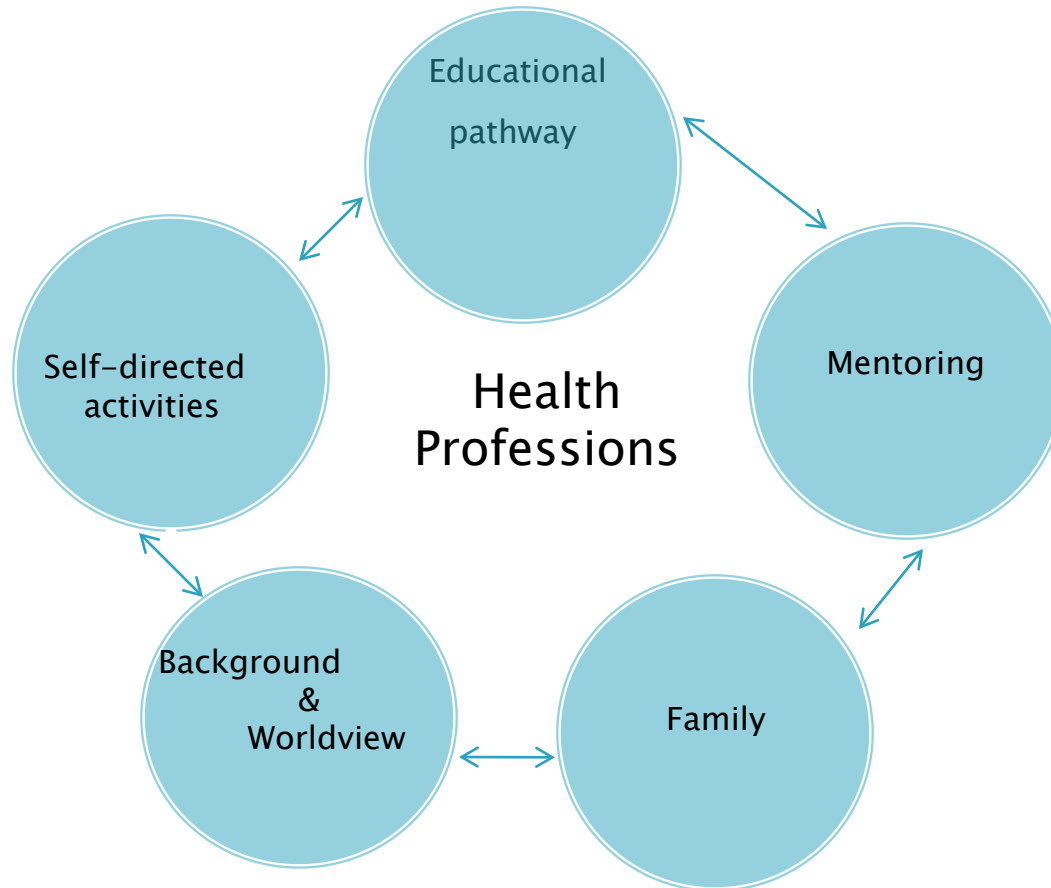 Educational
pathway
Self-directed
activities
Health
Professions
Mentoring
Background
&
Worldview
Family